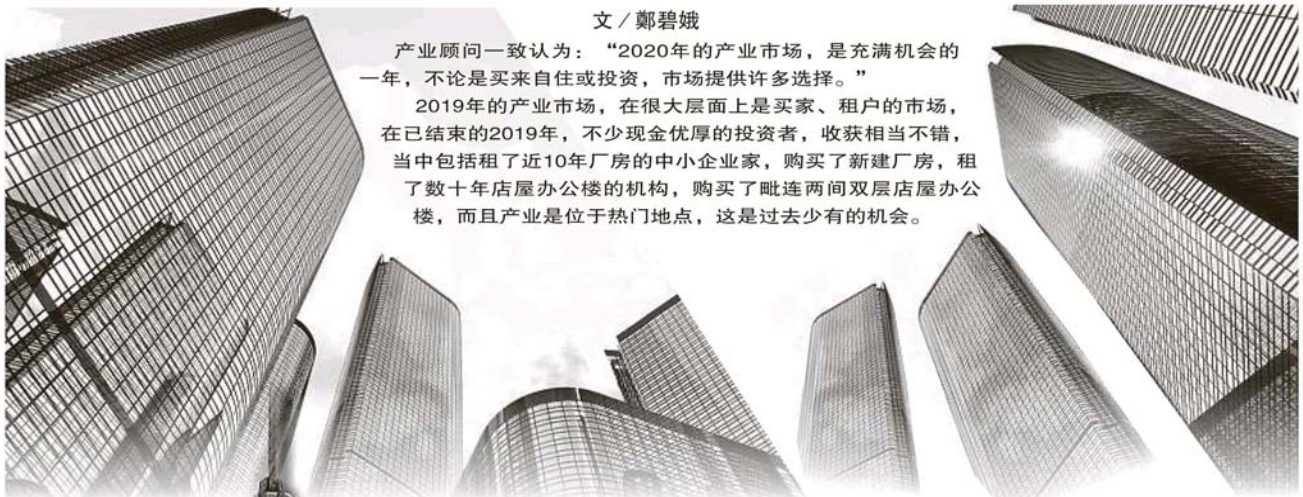 文／鄭碧娥
产业顾问一致认为：“2020年的产业市场，是充满机会的
一年，不论是买来自住或投资，市场提供许多选择。”
2019年的产业市场，在很大层面上是买家、租户的市场，
在已结束的2019年，不少现金优厚的投资者，收获相当不错，
当中包括租了近10年厂房的中小企业家，购买了新建厂房，租
了数十年店屋办公楼的机构，购买了毗连两间双层店屋办公
楼，而且产业是位于热门地点，这是过去少有的机会。